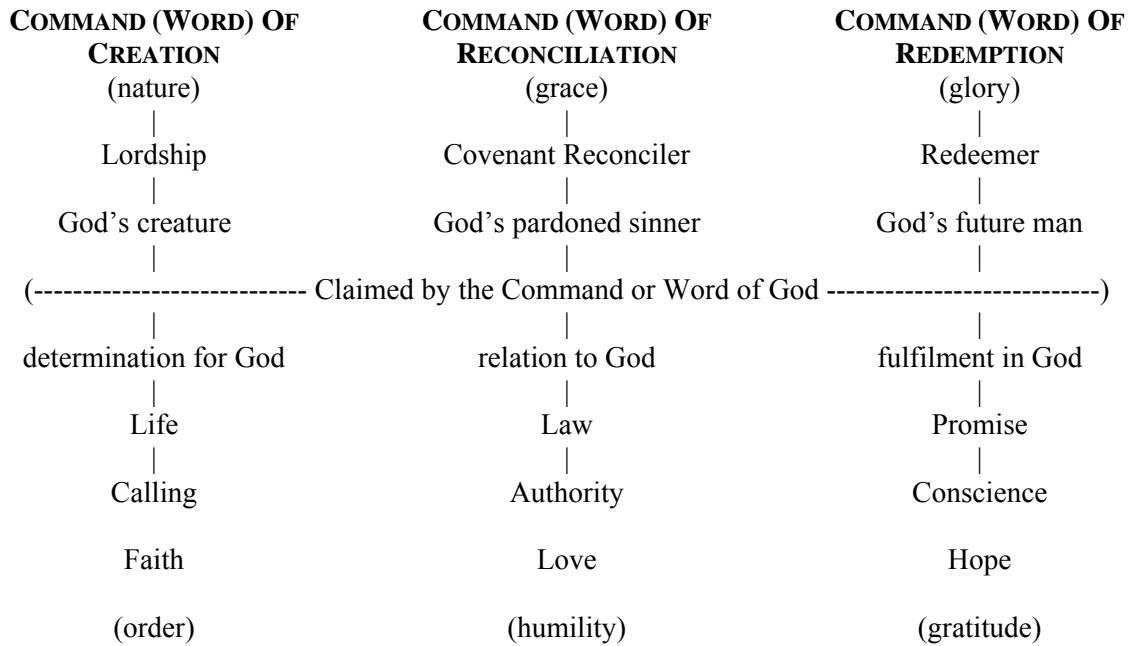 COMMAND (WORD) OF COMMAND (WORD) OF COMMAND (WORD) OF
CREATION RECONCILIATION REDEMPTION
(nature) (grace) (glory)
| | |
Lordship Covenant Reconciler Redeemer
| | |
God’s creature God’s pardoned sinner God’s future man
| | |
(---------------------------- Claimed by the Command or Word of God ----------------------------)
| | |
determination for God relation to God fulfilment in God
| | |
Life Law Promise
| | |
Calling Authority Conscience
Faith Love Hope
(order) (humility) (gratitude)